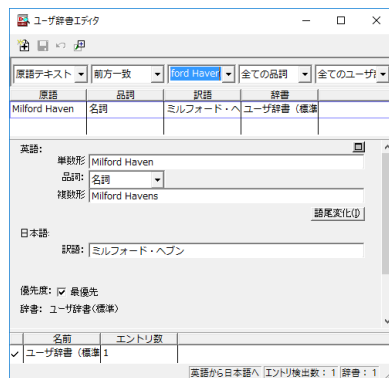 ユーザ辞書エディタ
原語テキスト 前方一致 ford Haver 全ての品詞 全てのユーザ
原語 品詞 訳語 辞書
Milford Haven 名詞 ミルフォード・ヘ ユーザ辞書（標準
英語:
単数形 Milford Haven
品詞: 名詞
複数形 Milford Havens
語尾変化(I)
日本語:
訳語: ミルフォード・ヘブン
優先度: 最優先
辞書: ユーザ辞書(標準)
名前 エントリ数
ユーザ辞書（標準 1
英語から日本語へ エントリ検出数: 1 辞書: 1